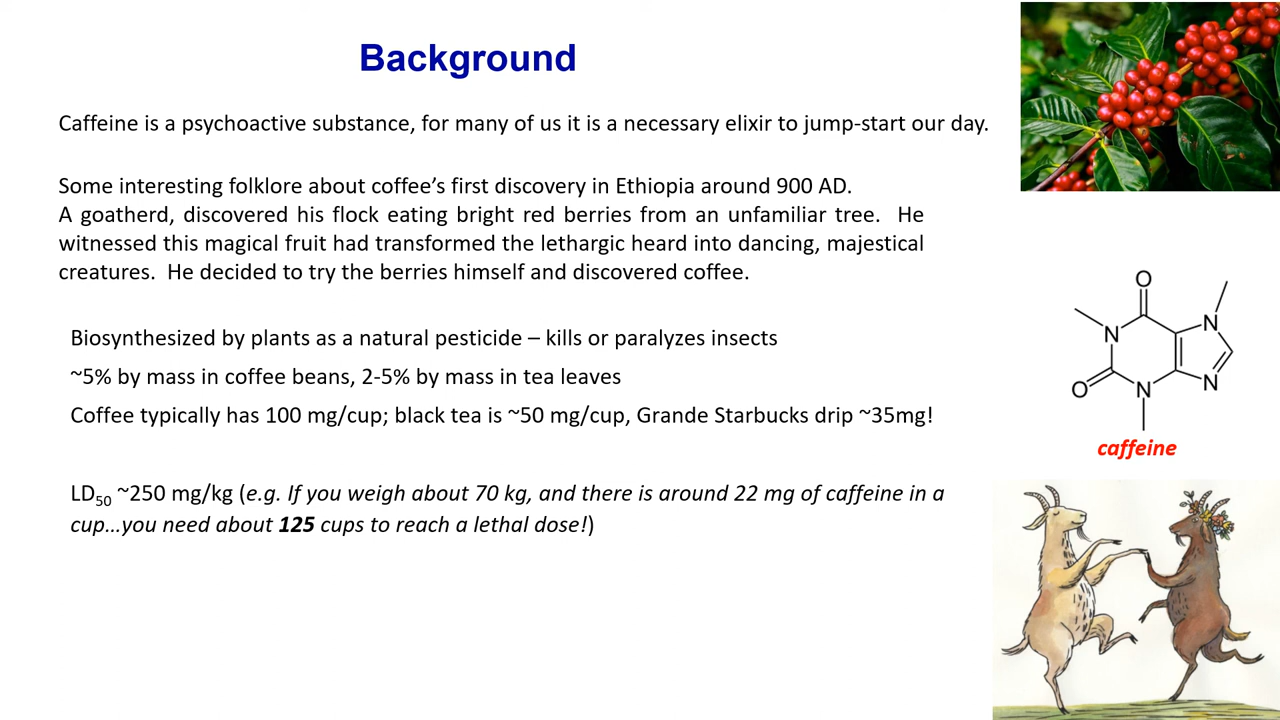 Background
Caffeine is a psychoactive substance, for many of us it is a necessary elixir to jump-start our day.
Some interesting folklore about coffee’s first discovery in Ethiopia around 900 AD.
A goatherd, discovered his flock eating bright red berries from an unfamiliar tree. He
witnessed this magical fruit had transformed the lethargic heard into dancing, majestical
creatures. He decided to try the berries himself and discovered coffee.
Biosynthesized by plants as a natural pesticide – kills or paralyzes insects
~5% by mass in coffee beans, 2-5% by mass in tea leaves
Coffee typically has 100 mg/cup; black tea is ~50 mg/cup, Grande Starbucks drip ~35mg!
LD50 ~250 mg/kg (e.g. If you weigh about 70 kg, and there is around 22 mg of caffeine in a
cup...you need about 125 cups to reach a lethal dose!)
O
N
N
O
N
N
caffeine